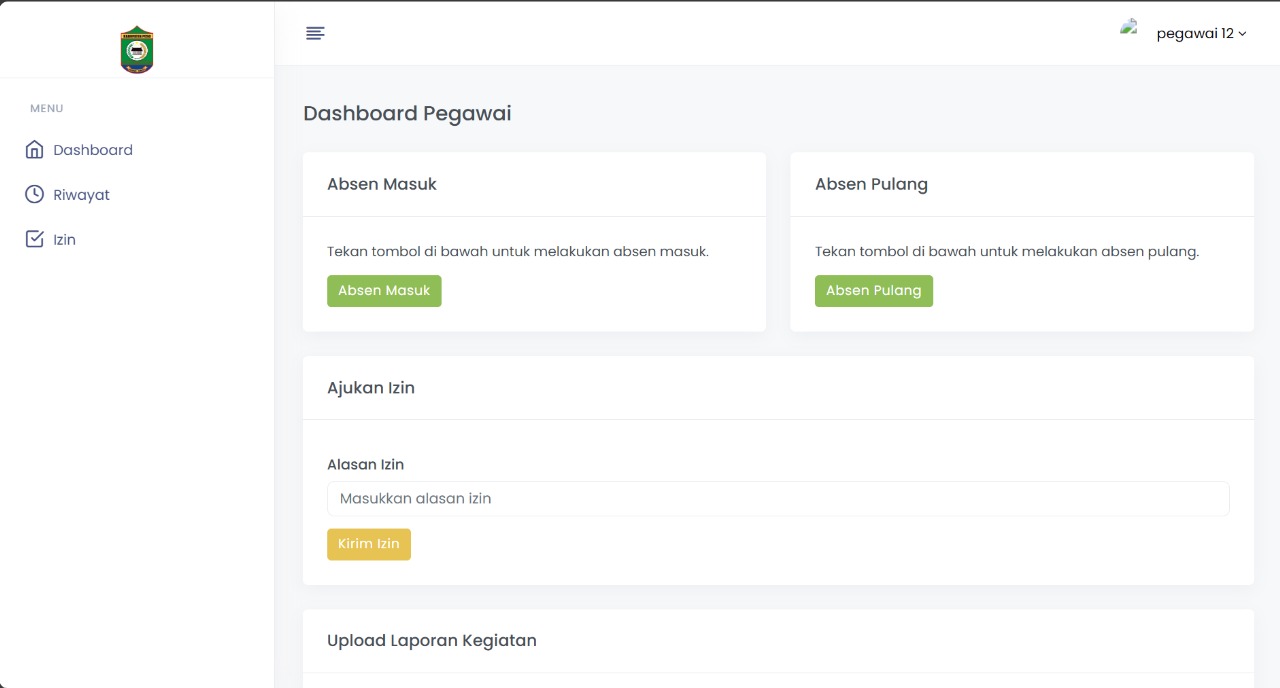 pegawai 12
MENU
Dashboard
Riwayat
Izin
Dashboard Pegawai
Absen Masuk
Tekan tombol di bawah untuk melakukan absen masuk.
Absen Masuk
Absen Pulang
Tekan tombol di bawah untuk melakukan absen pulang.
Absen Pulang
Ajukan Izin
Alasan Izin
Masukkan alasan izin
Kirim Izin
Upload Laporan Kegiatan